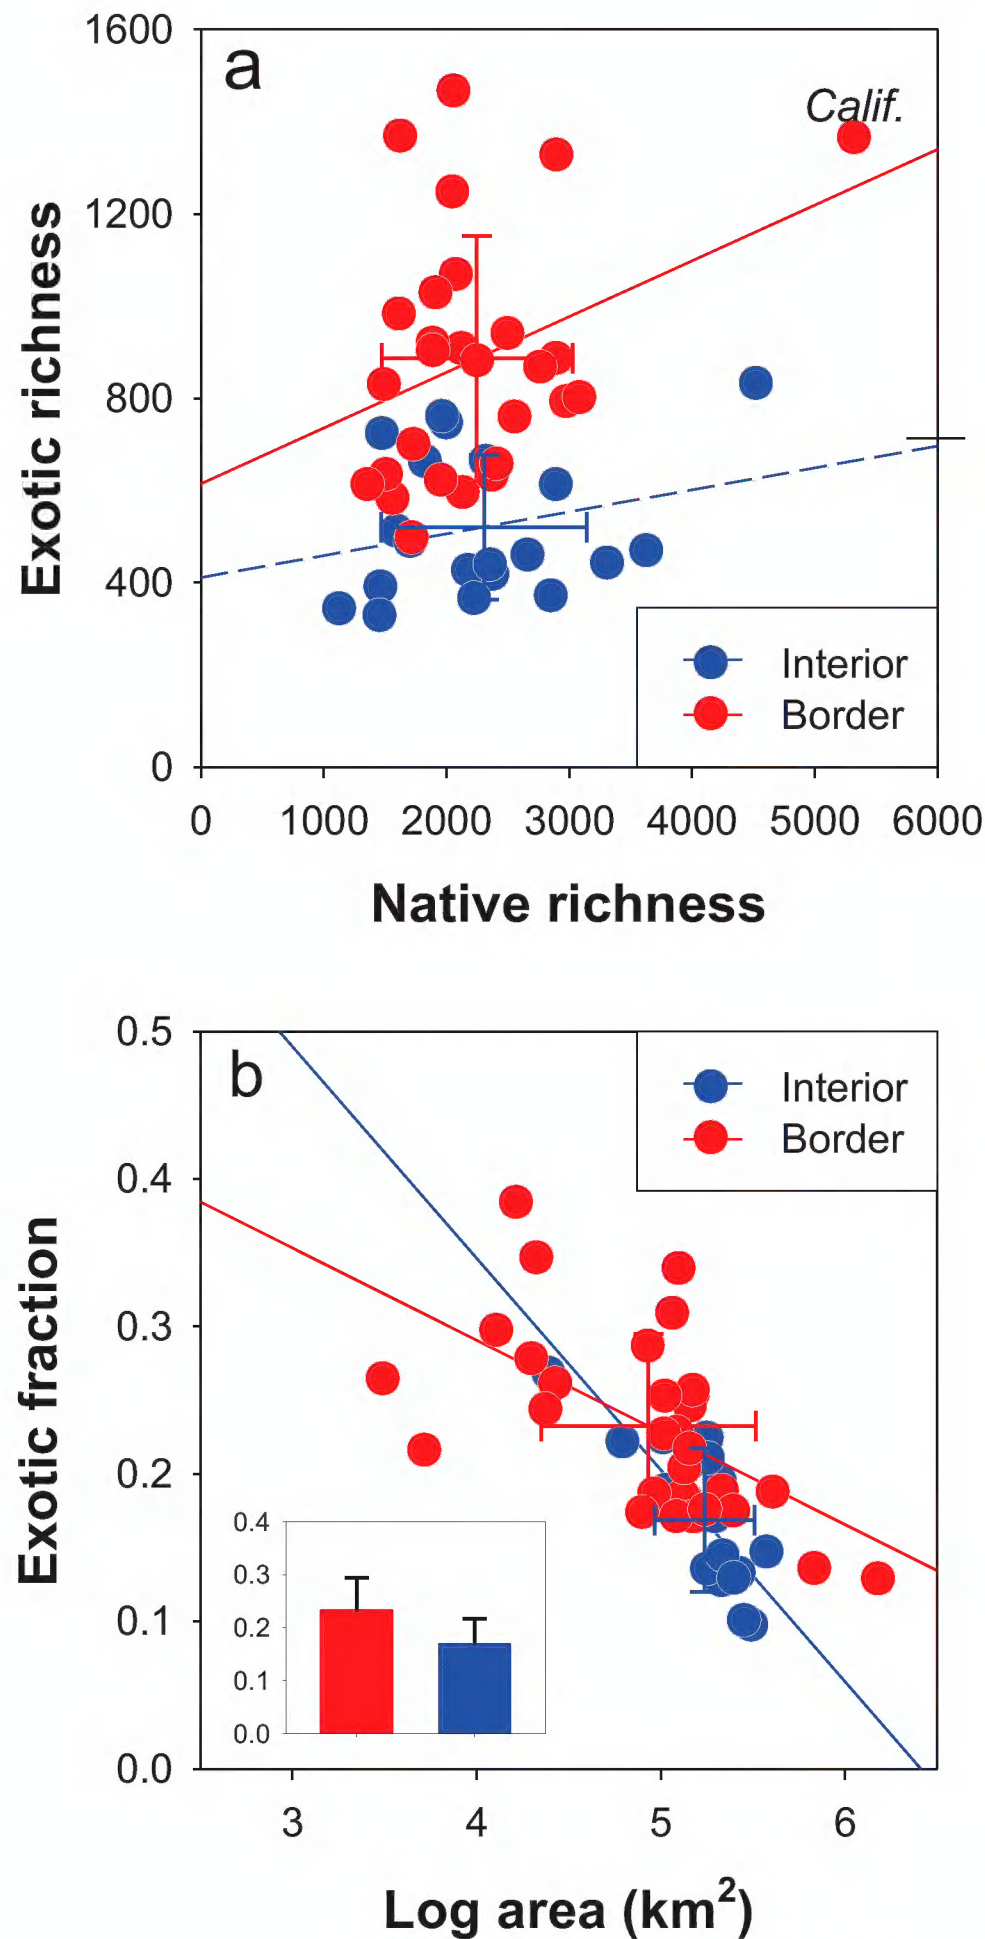 1600
a
Calif.
1200
Exotic richness
800
400
Interior
Border
0
0 1000 2000 3000 4000 5000 6000
Native richness
0.5
b
Interior
Border
0.4
Exotic fraction
0.3
0.2
0.4
0.3
0.2
0.1
0.1
0.0
0.0
3 4 5 6
Log area (km²)